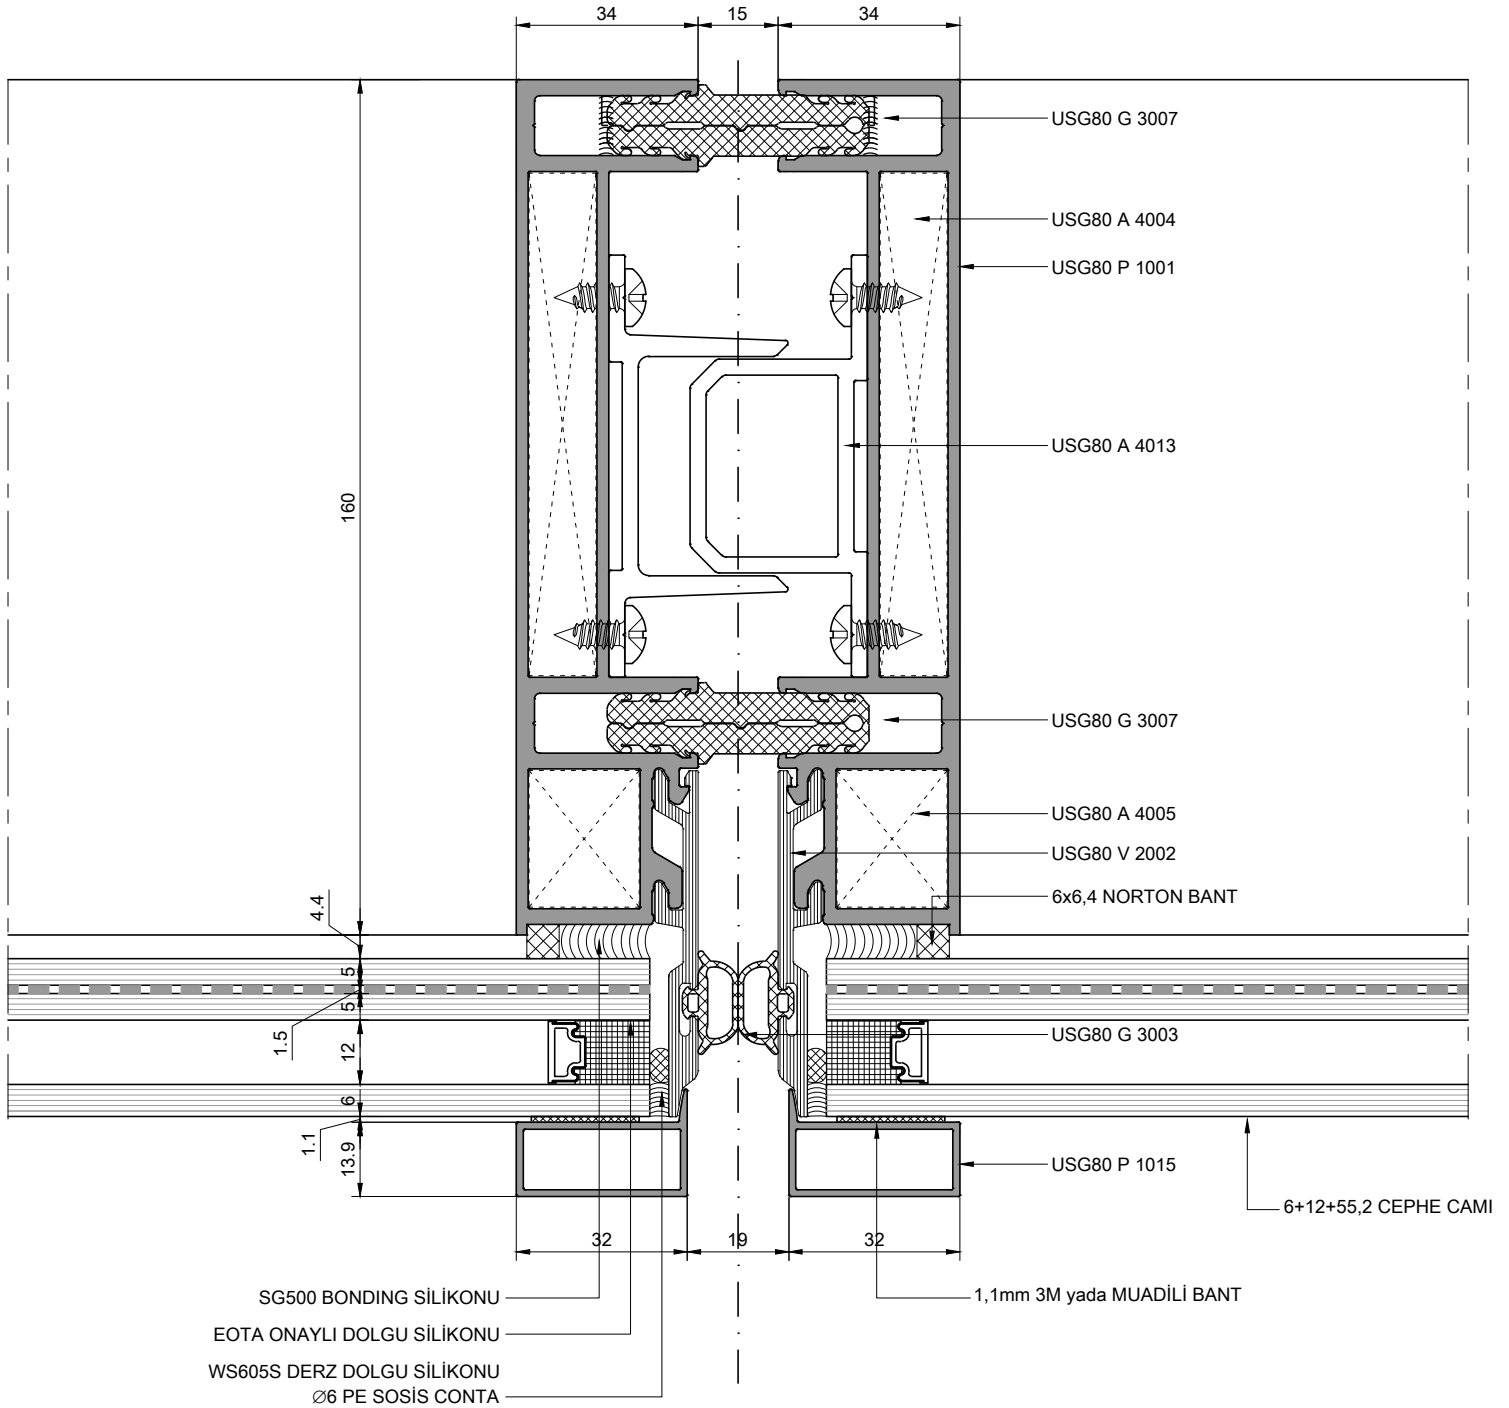 34
15
34
USG80 G 3007
USG80 A 4004
USG80 P 1001
USG80 A 4013
160
USG80 G 3007
USG80 A 4005
USG80 V 2002
6x6,4 NORTON BANT
4.4
5
5
1.5
12
USG80 G 3003
6
1.1
13.9
USG80 P 1015
6+12+55,2 CEPHE CAMI
32
19
32
SG500 BONDING SİLİKONU
1,1mm 3M yada MUADİLİ BANT
EOTA ONAYLI DOLGU SİLİKONU
WS605S DERZ DOLGU SİLİKONU
∅6 PE SOSİS CONTA